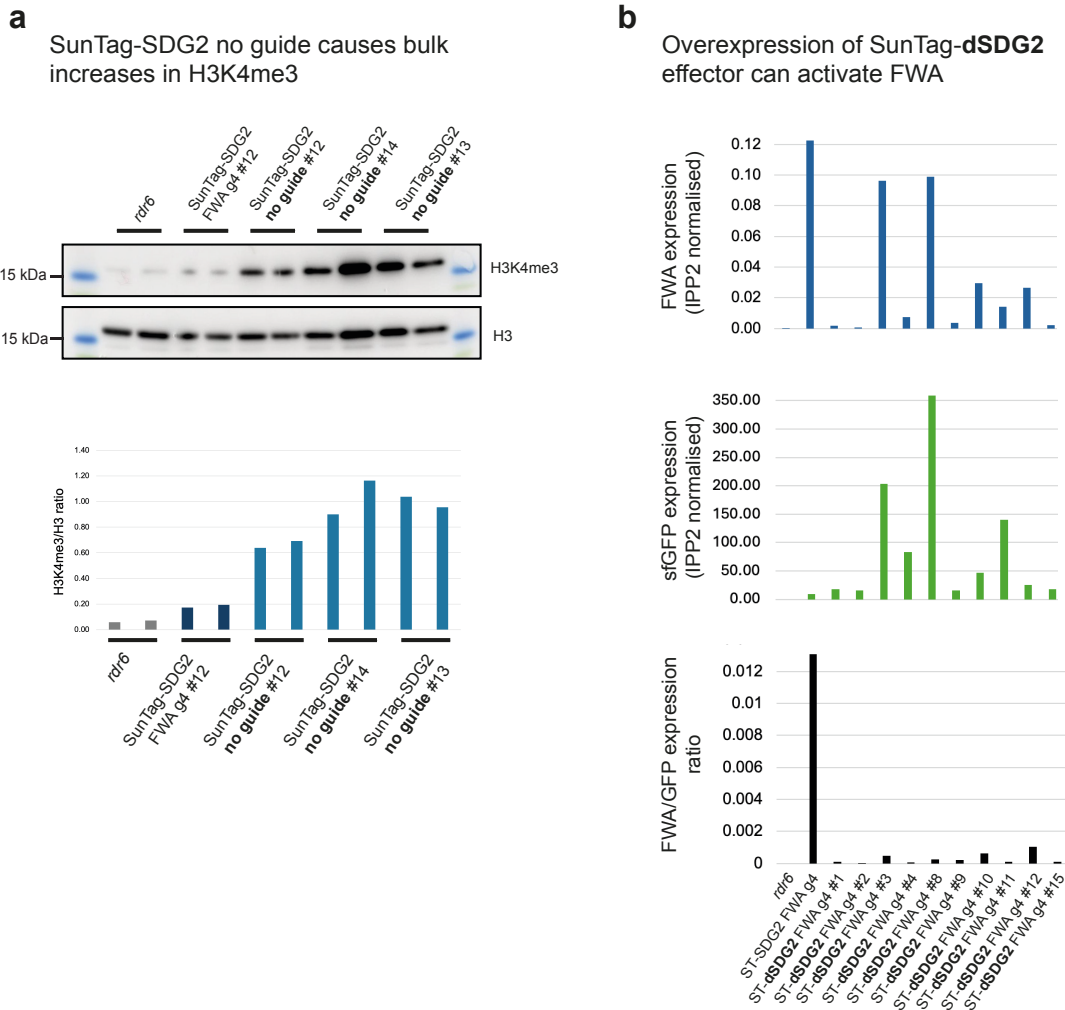 a
SunTag-SDG2 no guide causes bulk
increases in H3K4me3
rdr6
SunTag-SDG2
FWA g4 #12
SunTag-SDG2
no guide #12
SunTag-SDG2
no guide #14
SunTag-SDG2
no guide #13
15 kDa
H3K4me3
15 kDa
H3
H3K4me3/H3 ratio
1.40
1.20
1.00
0.80
0.60
0.40
0.20
0.00
rdr6
SunTag-SDG2
FWA g4 #12
SunTag-SDG2
no guide #12
SunTag-SDG2
no guide #14
SunTag-SDG2
no guide #13
b
Overexpression of SunTag-dSDG2
effector can activate FWA
FWA expression
(IPP2 normalised)
0.12
0.10
0.08
0.06
0.04
0.02
0.00
sfGFP expression
(IPP2 normalised)
350.00
300.00
250.00
200.00
150.00
100.00
50.00
0.00
FWA/GFP expression
ratio
0.012
0.01
0.008
0.006
0.004
0.002
0
rdr6
ST-SDG2 FWA g4
ST-dSDG2 FWA g4 #1
ST-dSDG2 FWA g4 #2
ST-dSDG2 FWA g4 #3
ST-dSDG2 FWA g4 #4
ST-dSDG2 FWA g4 #8
ST-dSDG2 FWA g4 #9
ST-dSDG2 FWA g4 #10
ST-dSDG2 FWA g4 #11
ST-dSDG2 FWA g4 #12
ST-dSDG2 FWA g4 #15